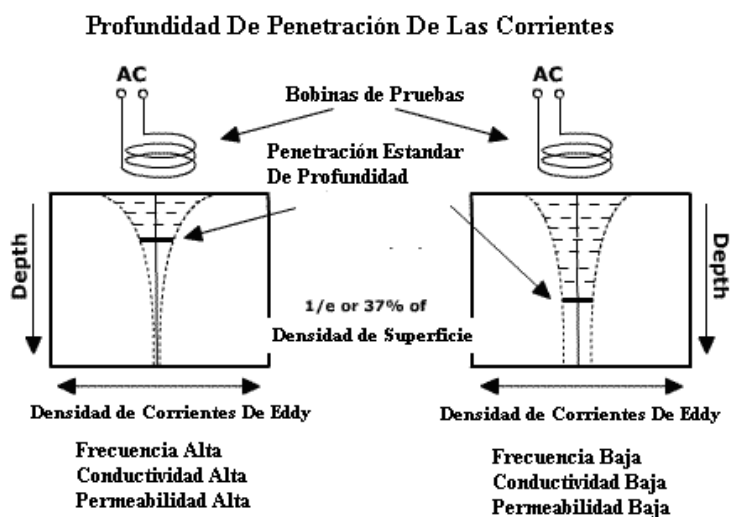 Profundidad De Penetración De Las Corrientes
AC
AC
Bobinas de Pruebas
Penetración Estandar
De Profundidad
Depth
Depth
1/e or 37% of
Densidad de Superficie
Densidad de Corrientes De Eddy
Frecuencia Alta
Conductividad Alta
Permeabilidad Alta
Densidad de Corrientes De Eddy
Frecuencia Baja
Conductividad Baja
Permeabilidad Baja